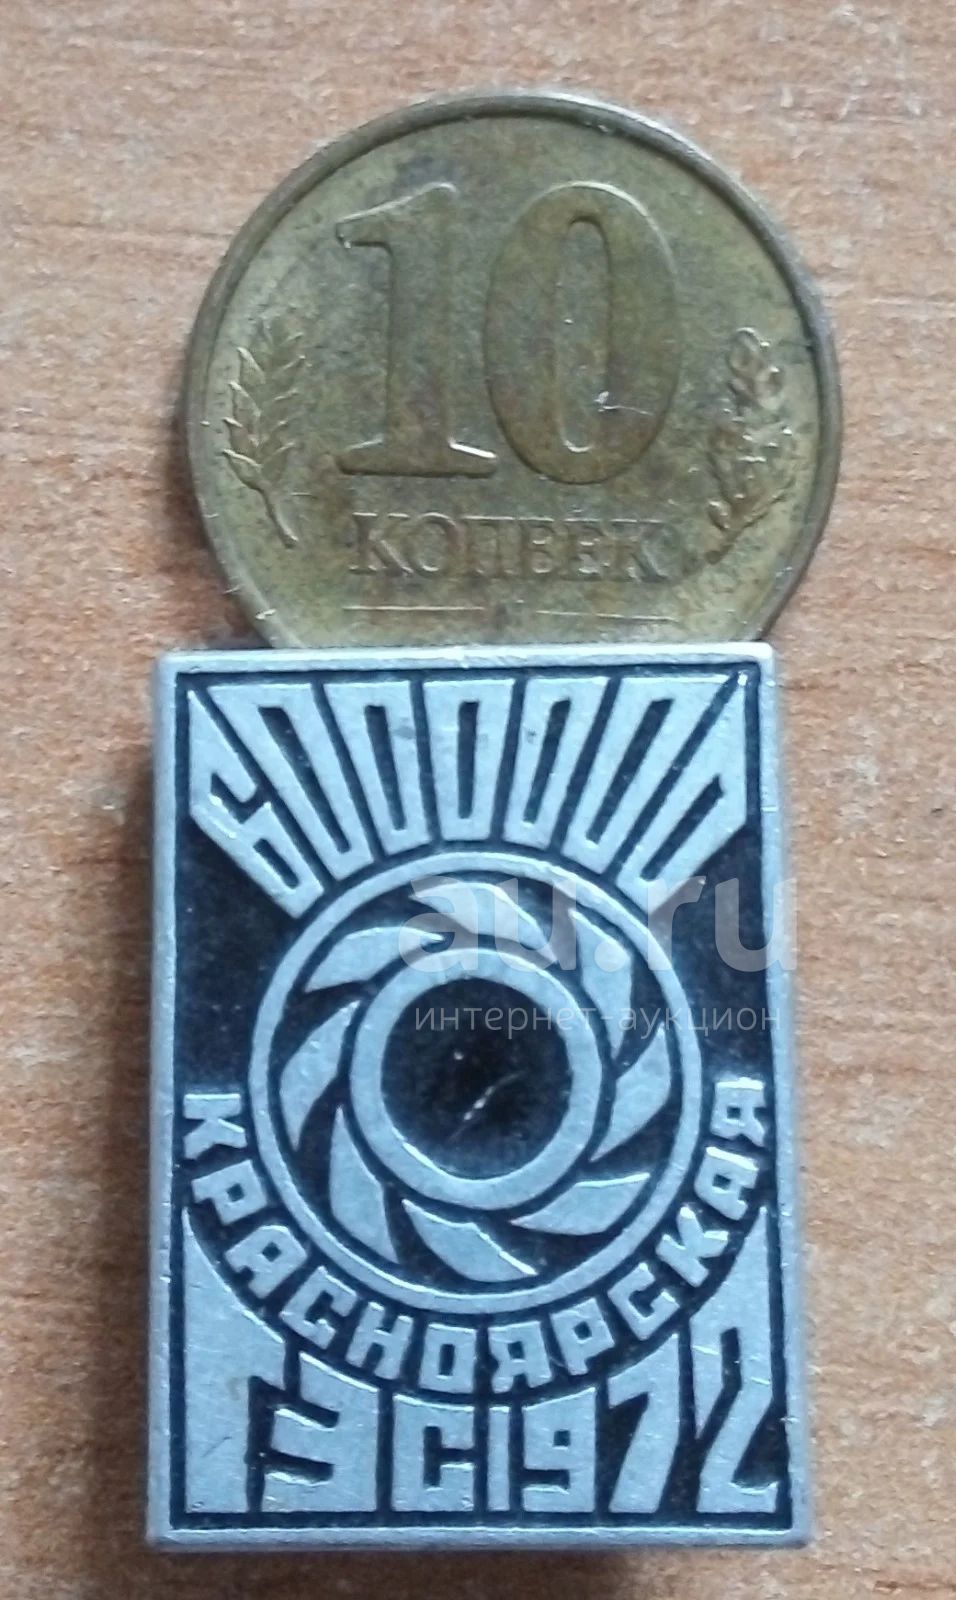 10
КОПЕЕК
6000000
au.ru
интернет-аукцион
КРАСНОЯРСКАЯ
ГЭС 1972